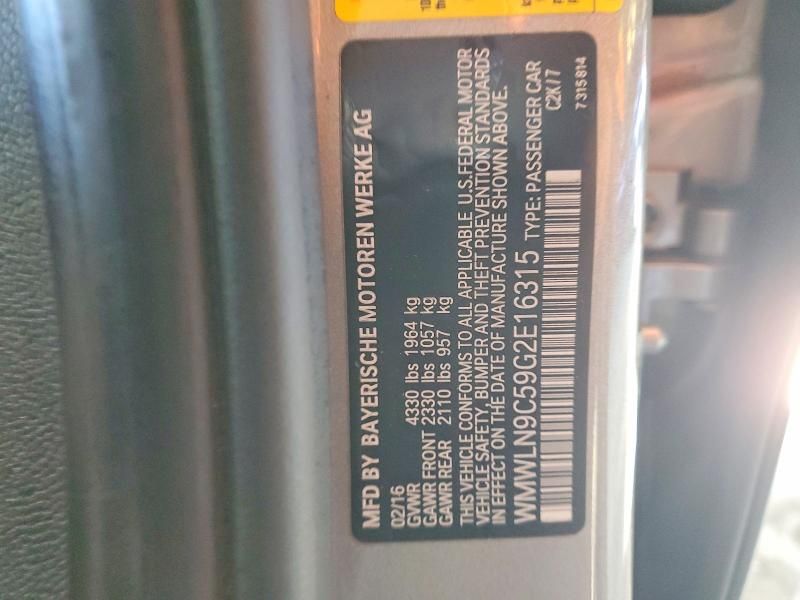 MFD BY BAYERISCHE MOTOREN WERKE AG
02/16
GVWR 4330 lbs 1964 kg
GAWR FRONT 2330 lbs 1057 kg
GAWR REAR 2110 lbs 957 kg
THIS VEHICLE CONFORMS TO ALL APPLICABLE U.S.FEDERAL MOTOR
VEHICLE SAFETY, BUMPER AND THEFT PREVENTION STANDARDS
IN EFFECT ON THE DATE OF MANUFACTURE SHOWN ABOVE.
WMWLN9C59G2E16315 TYPE: PASSENGER CAR
C2K/7
7 315 814